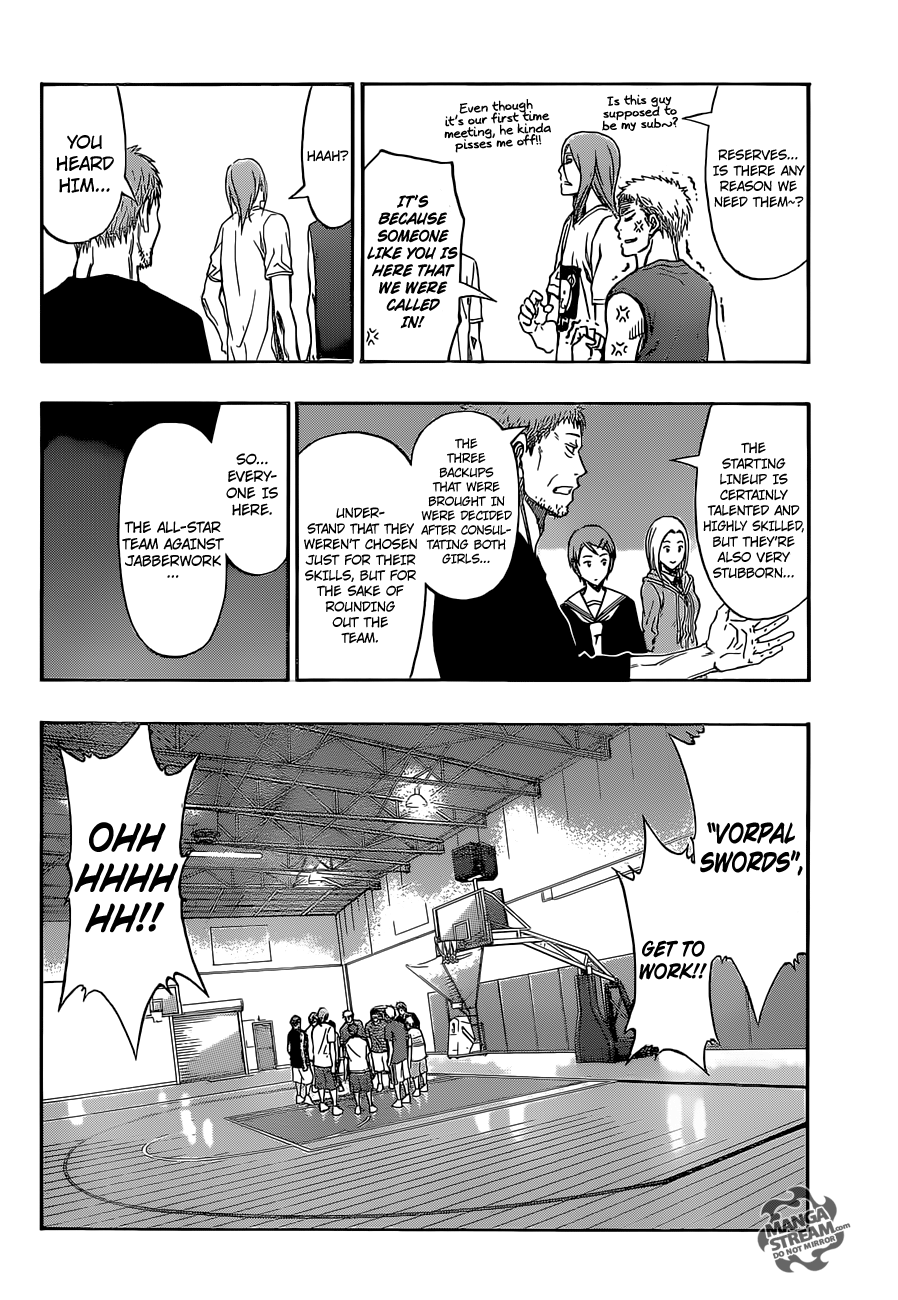 RESERVES...
IS THERE ANY
REASON WE
NEED THEM~?
Is this guy
supposed to
be my sub~?
Even though
it's our first time
meeting, he kinda
pisses me off!!
IT'S
BECAUSE
SOMEONE
LIKE YOU IS
HERE THAT
WE WERE
CALLED
IN!
HAAH?
YOU
HEARD
HIM...
THE
STARTING
LINEUP IS
CERTAINLY
TALENTED AND
HIGHLY SKILLED,
BUT THEY'RE
ALSO VERY
STUBBORN...
THE
THREE
BACKUPS
THAT WERE
BROUGHT IN
WERE DECIDED
AFTER CONSUL-
TATING BOTH
GIRLS...
UNDER-
STAND THAT THEY
WEREN'T CHOSEN
JUST FOR THEIR
SKILLS, BUT FOR
THE SAKE OF
ROUNDING
OUT THE
TEAM.
SO...
EVERY-
ONE IS
HERE.
THE ALL-STAR
TEAM AGAINST
JABBERWORK
...
"VORPAL
SWORDS",
GET TO
WORK!!
OHH
HHHH
HH!!
MANGA
STREAM.com
DO NOT MIRROR